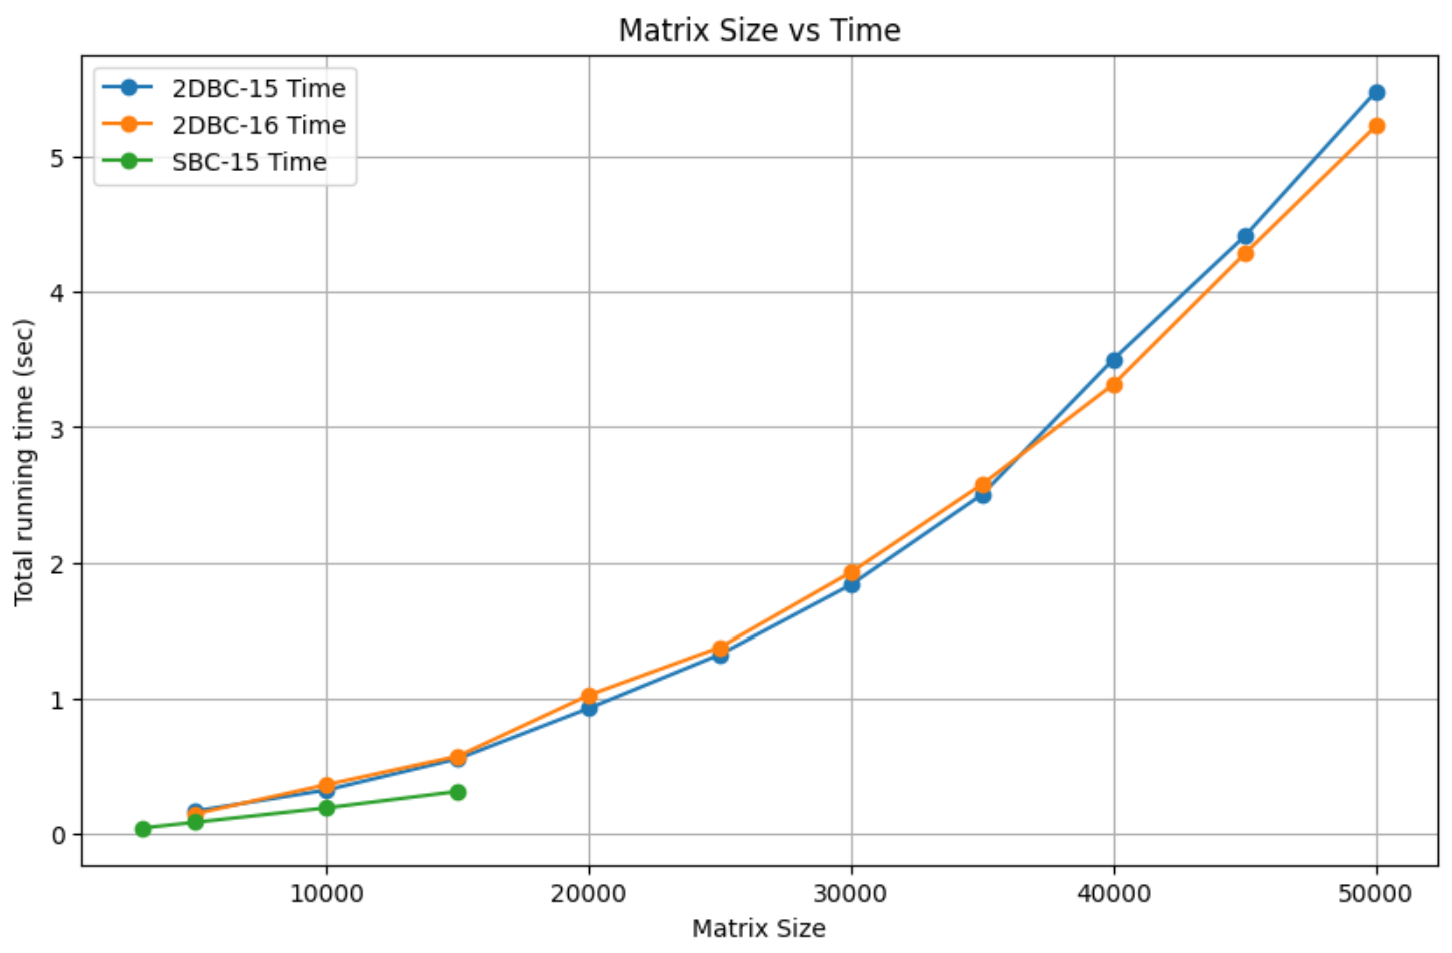 Matrix Size vs Time
2DBC-15 Time
2DBC-16 Time
SBC-15 Time
Total running time (sec)
5
4
3
2
1
0
10000 20000 30000 40000 50000
Matrix Size